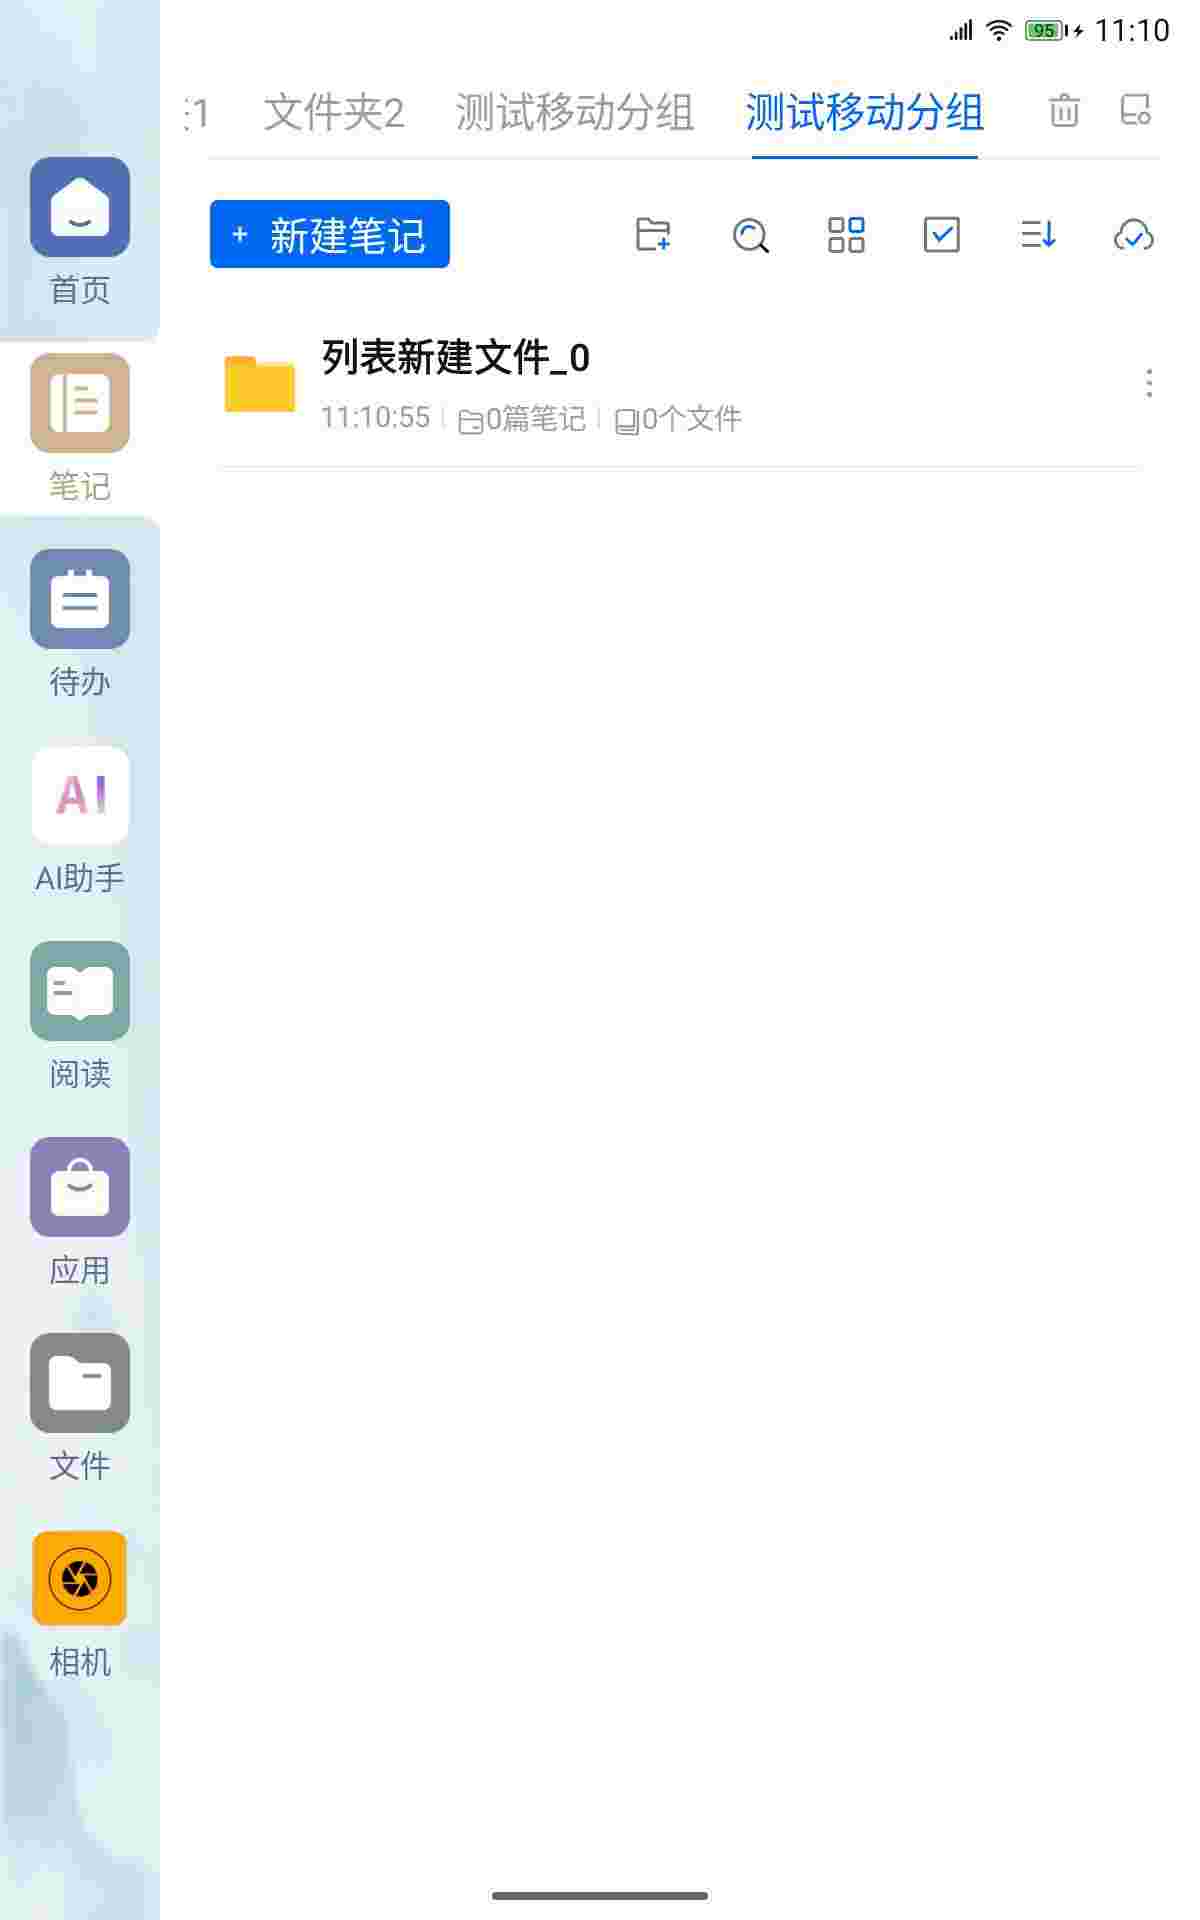 95 11:10
1 文件夹2 测试移动分组 测试移动分组
+ 新建笔记
列表新建文件_0
11:10:55 0篇笔记 0个文件
首页
笔记
待办
AI
AI助手
阅读
应用
文件
相机